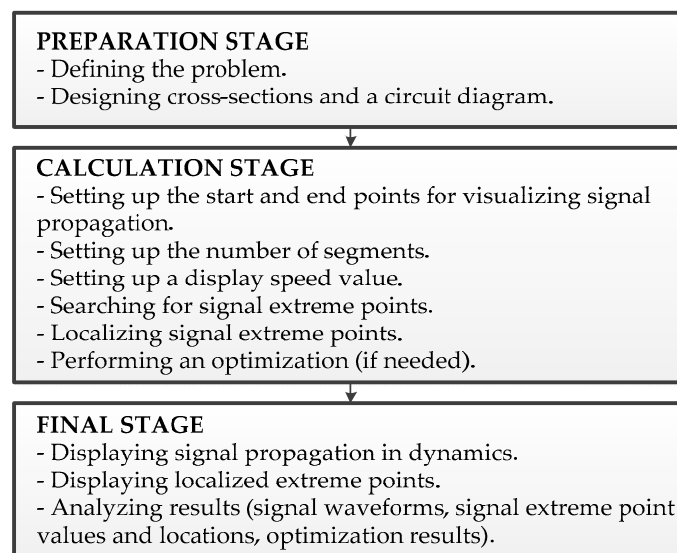 PREPARATION STAGE
- Defining the problem.
- Designing cross-sections and a circuit diagram.
CALCULATION STAGE
- Setting up the start and end points for visualizing signal
propagation.
- Setting up the number of segments.
- Setting up a display speed value.
- Searching for signal extreme points.
- Localizing signal extreme points.
- Performing an optimization (if needed).
FINAL STAGE
- Displaying signal propagation in dynamics.
- Displaying localized extreme points.
- Analyzing results (signal waveforms, signal extreme point
values and locations, optimization results).